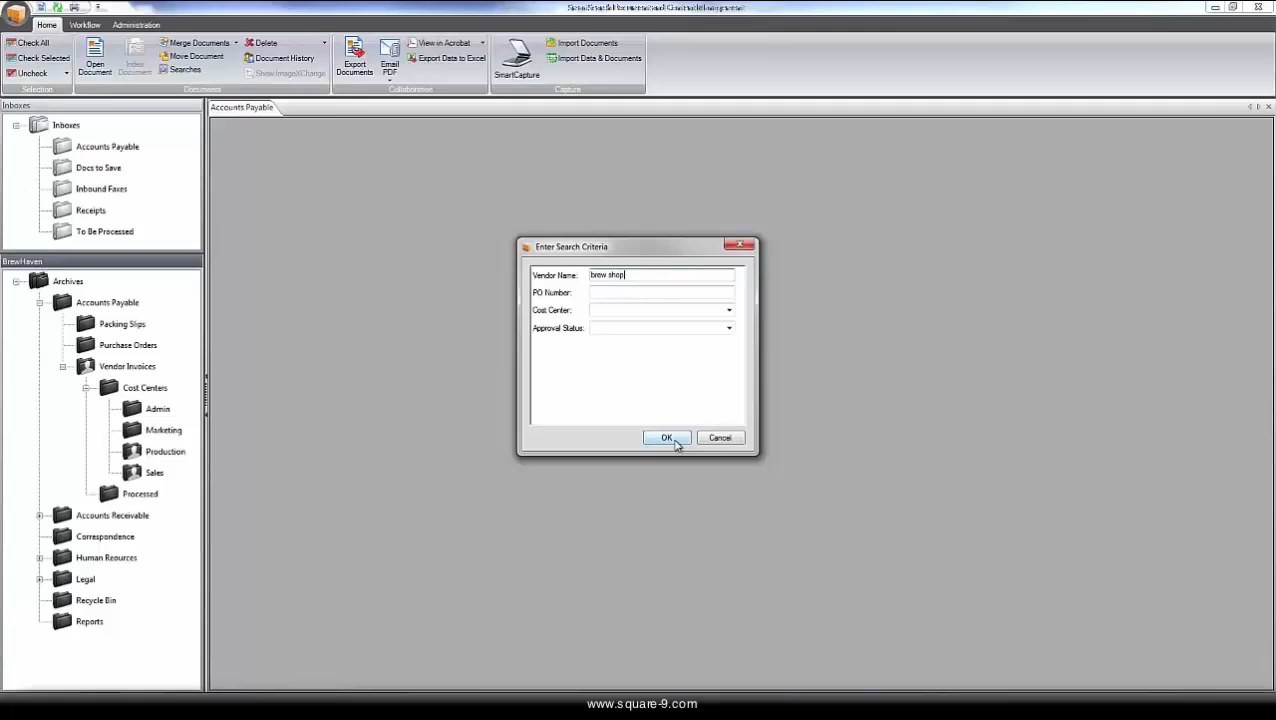 Home Workflow Administration
Check All
Check Selected
Uncheck
Selection
Open Document
Index Document
Merge Documents
Move Document
Searches
Delete
Document History
Show ImageXChange
Documents
Export Documents
Email PDF
View in Acrobat
Export Data to Excel
Collaboration
SmartCapture
Import Documents
Import Data & Documents
Capture
Inboxes
Inboxes
Accounts Payable
Docs to Save
Inbound Faxes
Receipts
To Be Processed
BrewHaven
Archives
Accounts Payable
Packing Slips
Purchase Orders
Vendor Invoices
Cost Centers
Admin
Marketing
Production
Sales
Processed
Accounts Receivable
Correspondence
Human Resources
Legal
Recycle Bin
Reports
Accounts Payable
Enter Search Criteria
Vendor Name: brew shop
PO Number:
Cost Center:
Approval Status:
OK Cancel
www.square-9.com